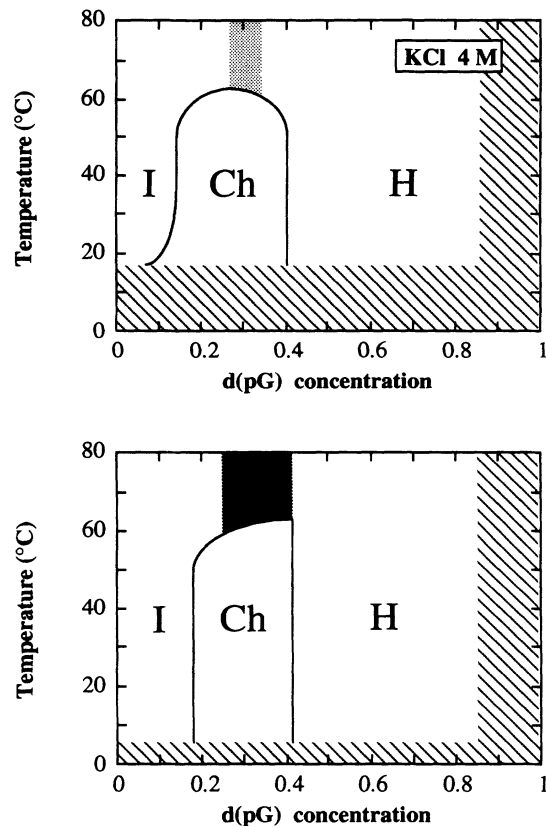 80
60
40
20
0
Temperature (°C)
KCl 4 M
I
Ch
H
0
0.2
0.4
0.6
0.8
1
d(pG) concentration
80
60
40
20
0
Temperature (°C)
I
Ch
H
0
0.2
0.4
0.6
0.8
1
d(pG) concentration